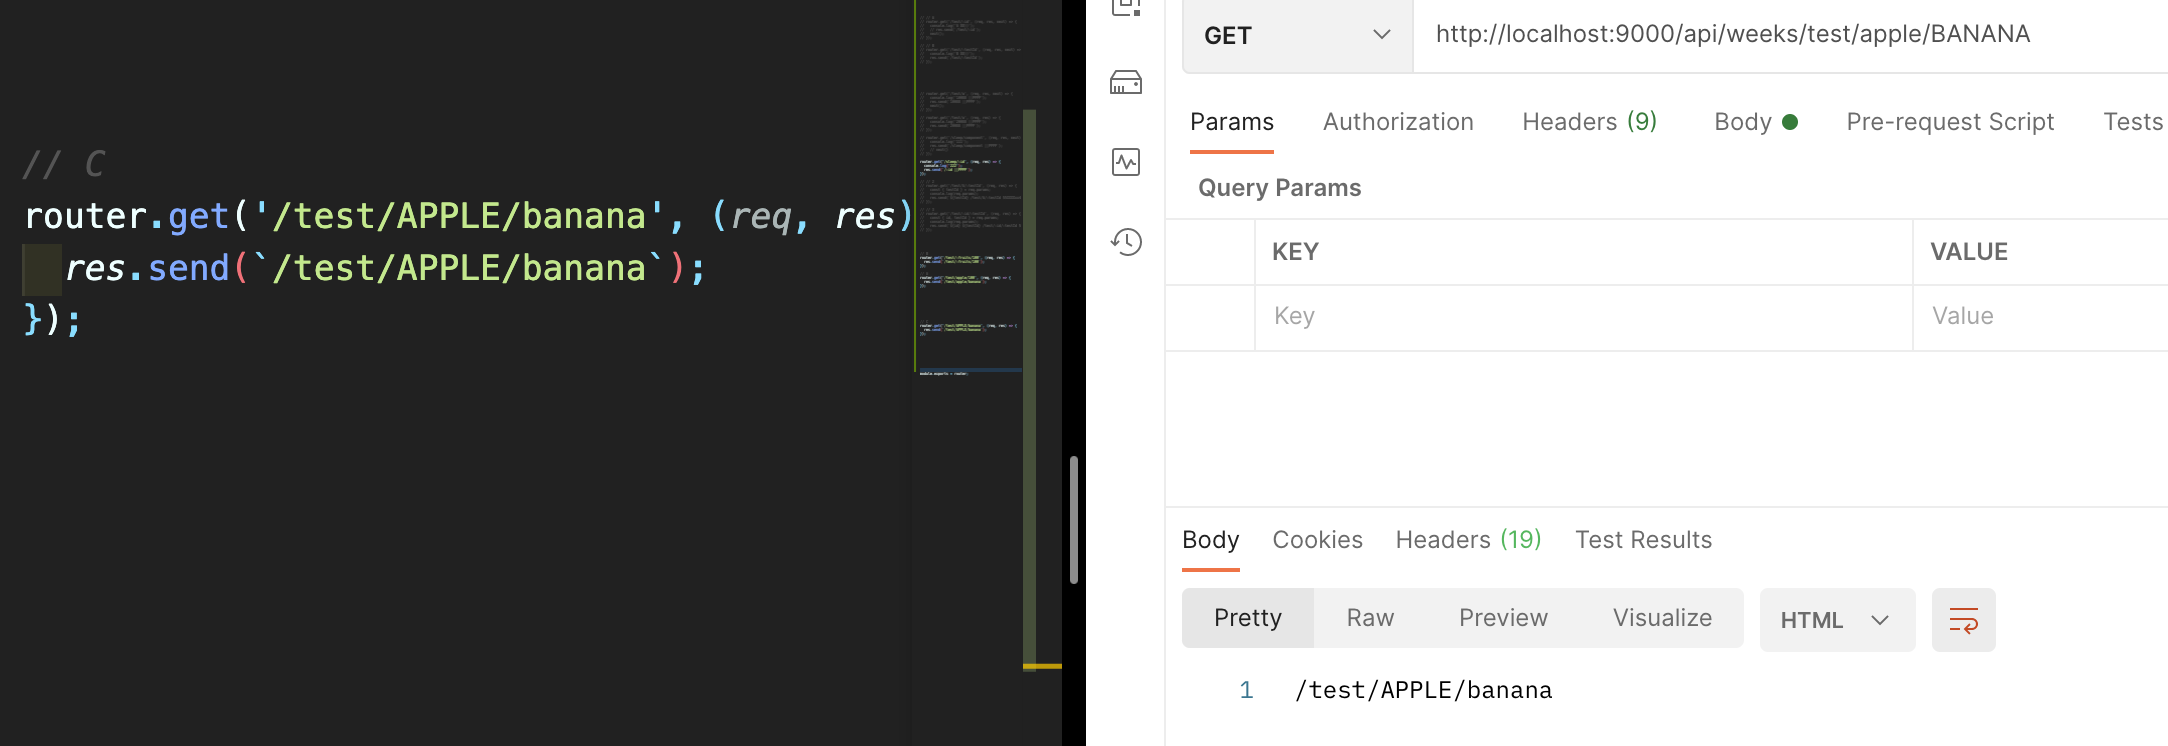 // C
router.get('/test/APPLE/banana', (req, res)
res.send(`/test/APPLE/banana`);
});
GET
http://localhost:9000/api/weeks/test/apple/BANANA
Params Authorization Headers (9) Body Pre-request Script Tests
Query Params
KEY VALUE
Key Value
Body Cookies Headers (19) Test Results
Pretty Raw Preview Visualize HTML
1 /test/APPLE/banana